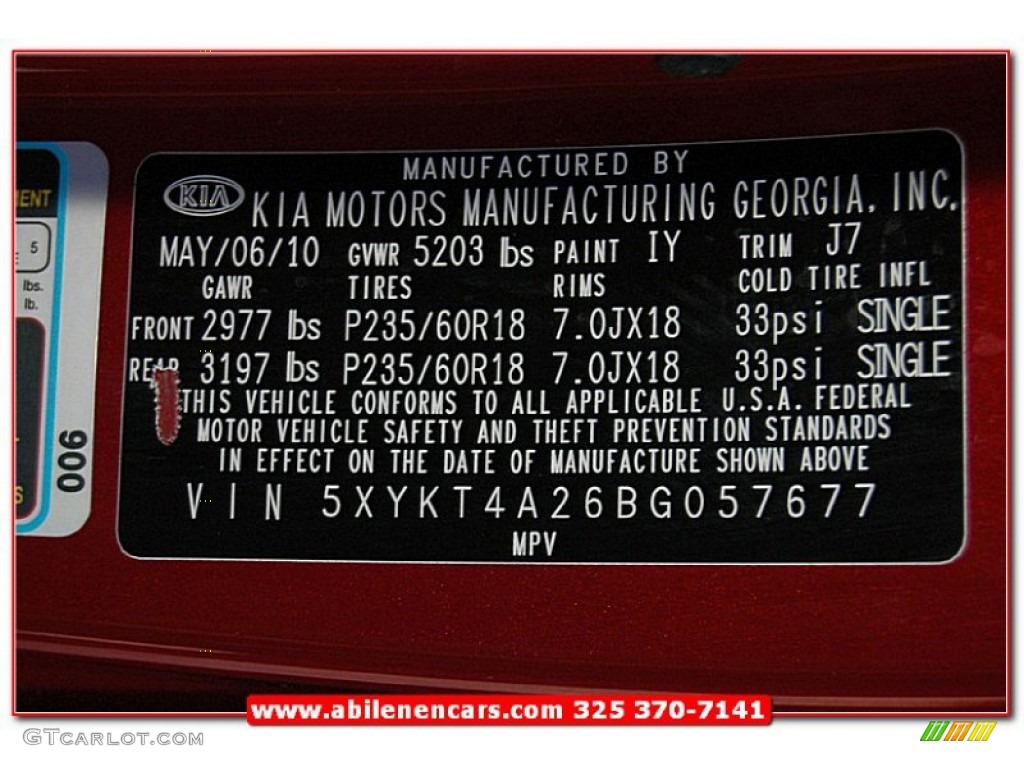 MANUFACTURED BY
KIA KIA MOTORS MANUFACTURING GEORGIA, INC.
MAY/06/10 GVWR 5203 lbs PAINT IY TRIM J7
GAWR TIRES RIMS COLD TIRE INFL
FRONT 2977 lbs P235/60R18 7.0JX18 33psi SINGLE
REAR 3197 lbs P235/60R18 7.0JX18 33psi SINGLE
THIS VEHICLE CONFORMS TO ALL APPLICABLE U.S.A. FEDERAL
MOTOR VEHICLE SAFETY AND THEFT PREVENTION STANDARDS
IN EFFECT ON THE DATE OF MANUFACTURE SHOWN ABOVE
VIN 5XYKT4A26BG057677
MPV
5
lbs.
lb.
006
www.abilenencars.com 325 370-7141
GTCARLOT.COM